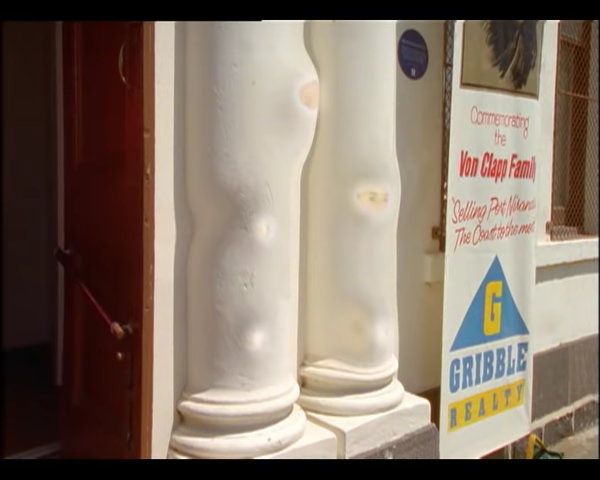 Commemorating
the
Von Clapp Family
"Selling Port Niranda
The Coast to the most
G
GRIBBLE
REALTY